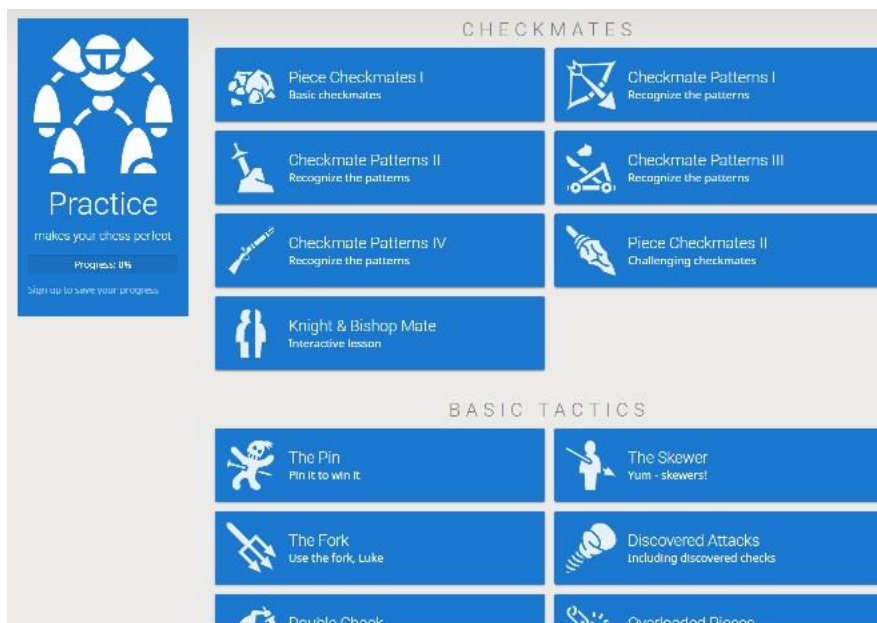 Practice
makes your chess perfect
Progress: 0%
Sign up to save your progress
CHECKMATES
Piece Checkmates I
Basic checkmates
Checkmate Patterns I
Recognize the patterns
Checkmate Patterns II
Recognize the patterns
Checkmate Patterns III
Recognize the patterns
Checkmate Patterns IV
Recognize the patterns
Piece Checkmates II
Challenging checkmates
Knight & Bishop Mate
Interactive lesson
BASIC TACTICS
The Pin
Pin it to win it
The Skewer
Yum - skewers!
The Fork
Use the fork, Luke
Discovered Attacks
Including discovered checks
Double Check
Overloaded Pieces